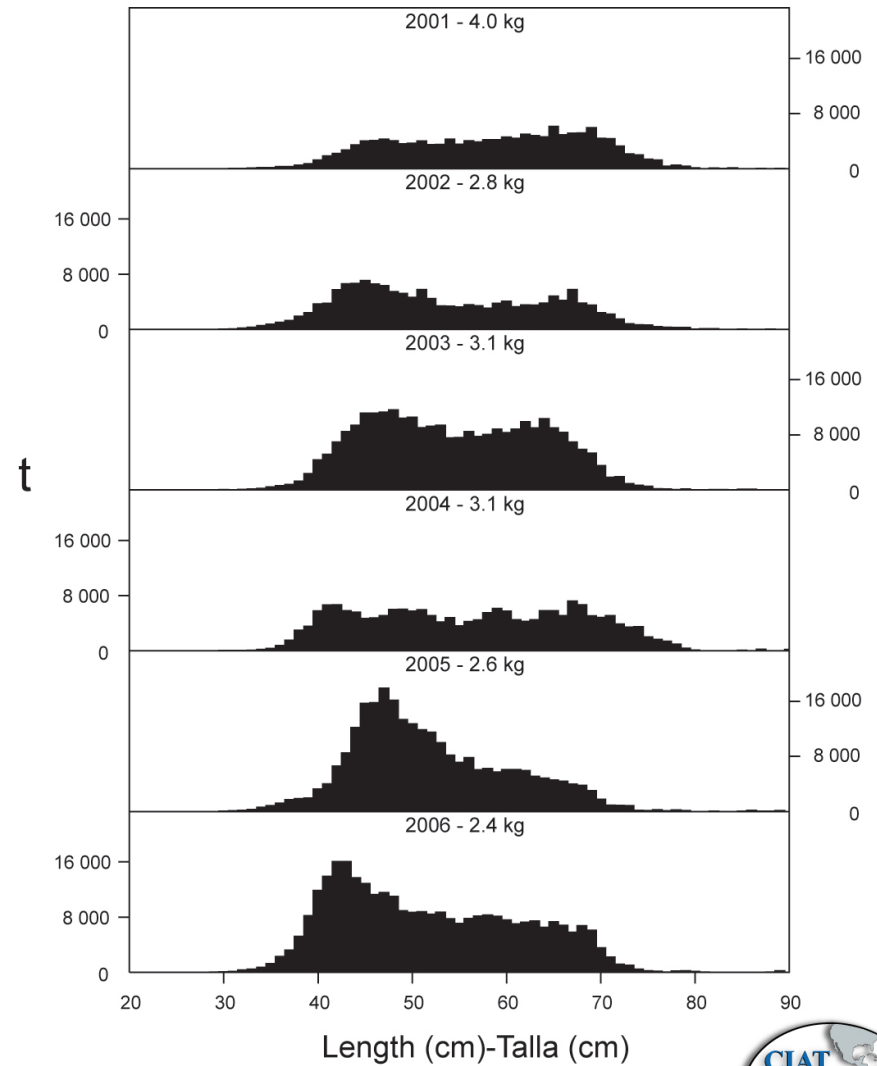 2001 - 4.0 kg
16 000
8 000
0
2002 - 2.8 kg
16 000
8 000
0
2003 - 3.1 kg
16 000
8 000
0
t
2004 - 3.1 kg
16 000
8 000
0
2005 - 2.6 kg
16 000
8 000
0
2006 - 2.4 kg
16 000
8 000
0
20 30 40 50 60 70 80 90
Length (cm)-Talla (cm)
CIAT